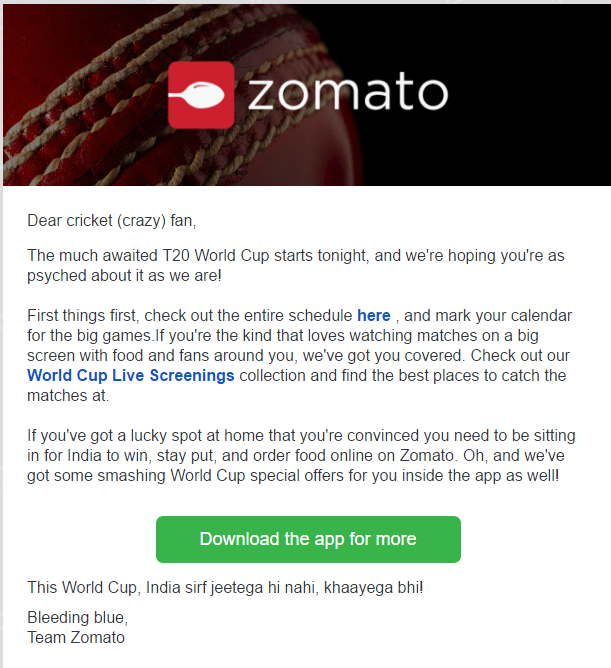 zomato
Dear cricket (crazy) fan,
The much awaited T20 World Cup starts tonight, and we're hoping you're as
psyched about it as we are!
First things first, check out the entire schedule here , and mark your calendar
for the big games.If you're the kind that loves watching matches on a big
screen with food and fans around you, we've got you covered. Check out our
World Cup Live Screenings collection and find the best places to catch the
matches at.
If you've got a lucky spot at home that you're convinced you need to be sitting
in for India to win, stay put, and order food online on Zomato. Oh, and we've
got some smashing World Cup special offers for you inside the app as well!
Download the app for more
This World Cup, India sirf jeetega hi nahi, khaayega bhi!
Bleeding blue,
Team Zomato